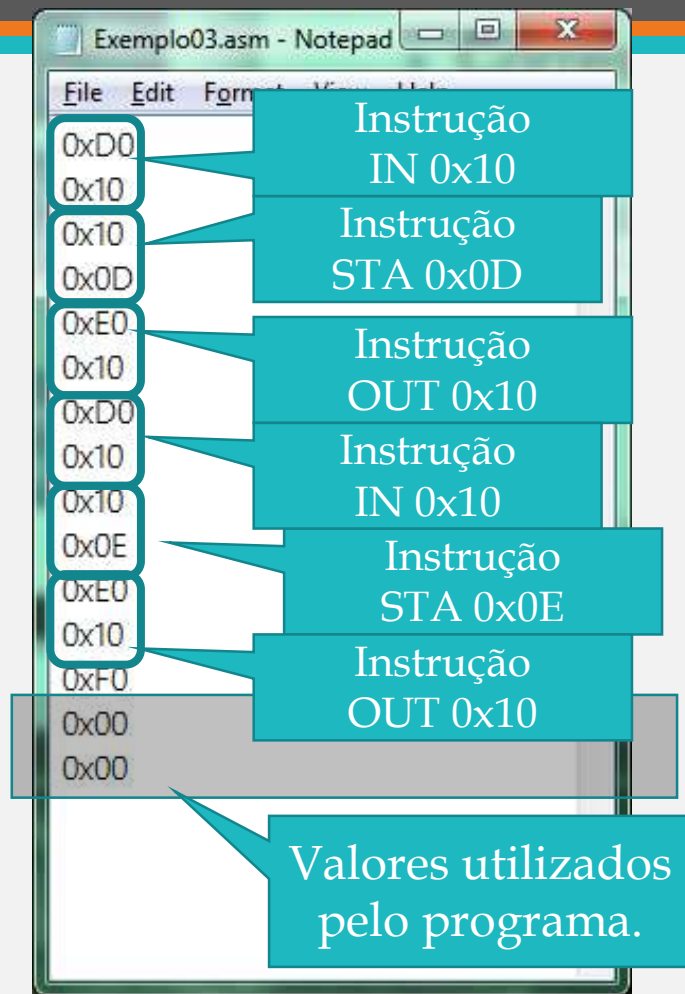 Exemplo03.asm - Notepad
File Edit
0xD0
0x10
0x10
0x0D
0xE0
0x10
0xD0
0x10
0x10
0x0E
0xE0
0x10
0xF0
0x00
0x00
Instrução
IN 0x10
Instrução
STA 0x0D
Instrução
OUT 0x10
Instrução
IN 0x10
Instrução
STA 0x0E
Instrução
OUT 0x10
Valores utilizados
pelo programa.